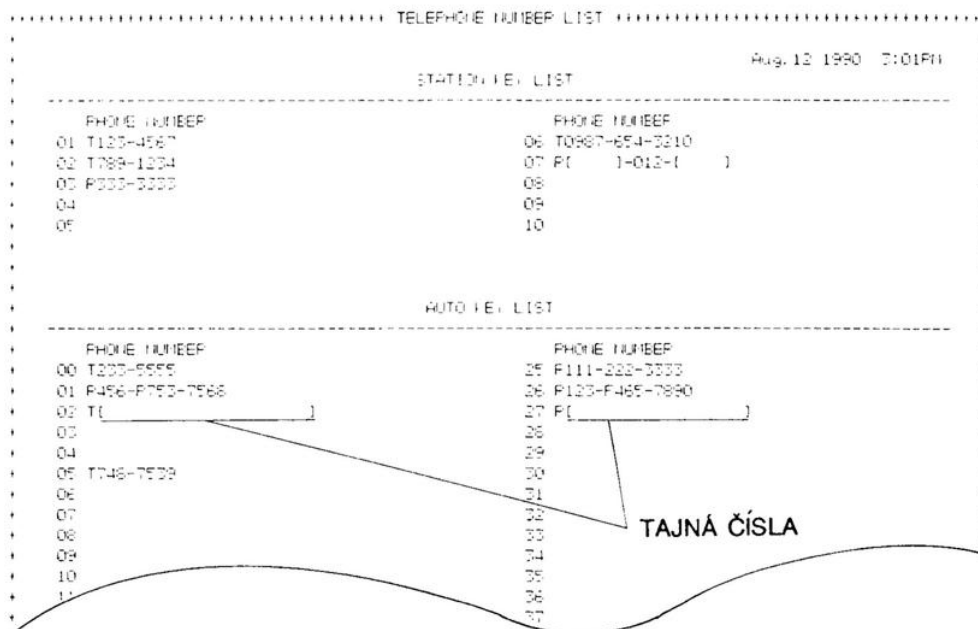 TELEPHONE NUMBER LIST
Aug.12 1990 3:01PM
STATION KEY LIST
PHONE NUMBER PHONE NUMBER
01 T123-4567 06 T0987-654-3210
02 T789-1234 07 P[ ]-012-[ ]
03 P333-3333 08
04 09
05 10
AUTO KEY LIST
PHONE NUMBER PHONE NUMBER
00 T233-5555 25 P111-222-3333
01 P456-P753-7568 26 P123-P465-7890
02 T[ ] 27 P[ ]
03 28
04 29
05 T746-7539 30
06 31
07 32
TAJNÁ ČÍSLA
08 33
09 34
10 35
11 36
37